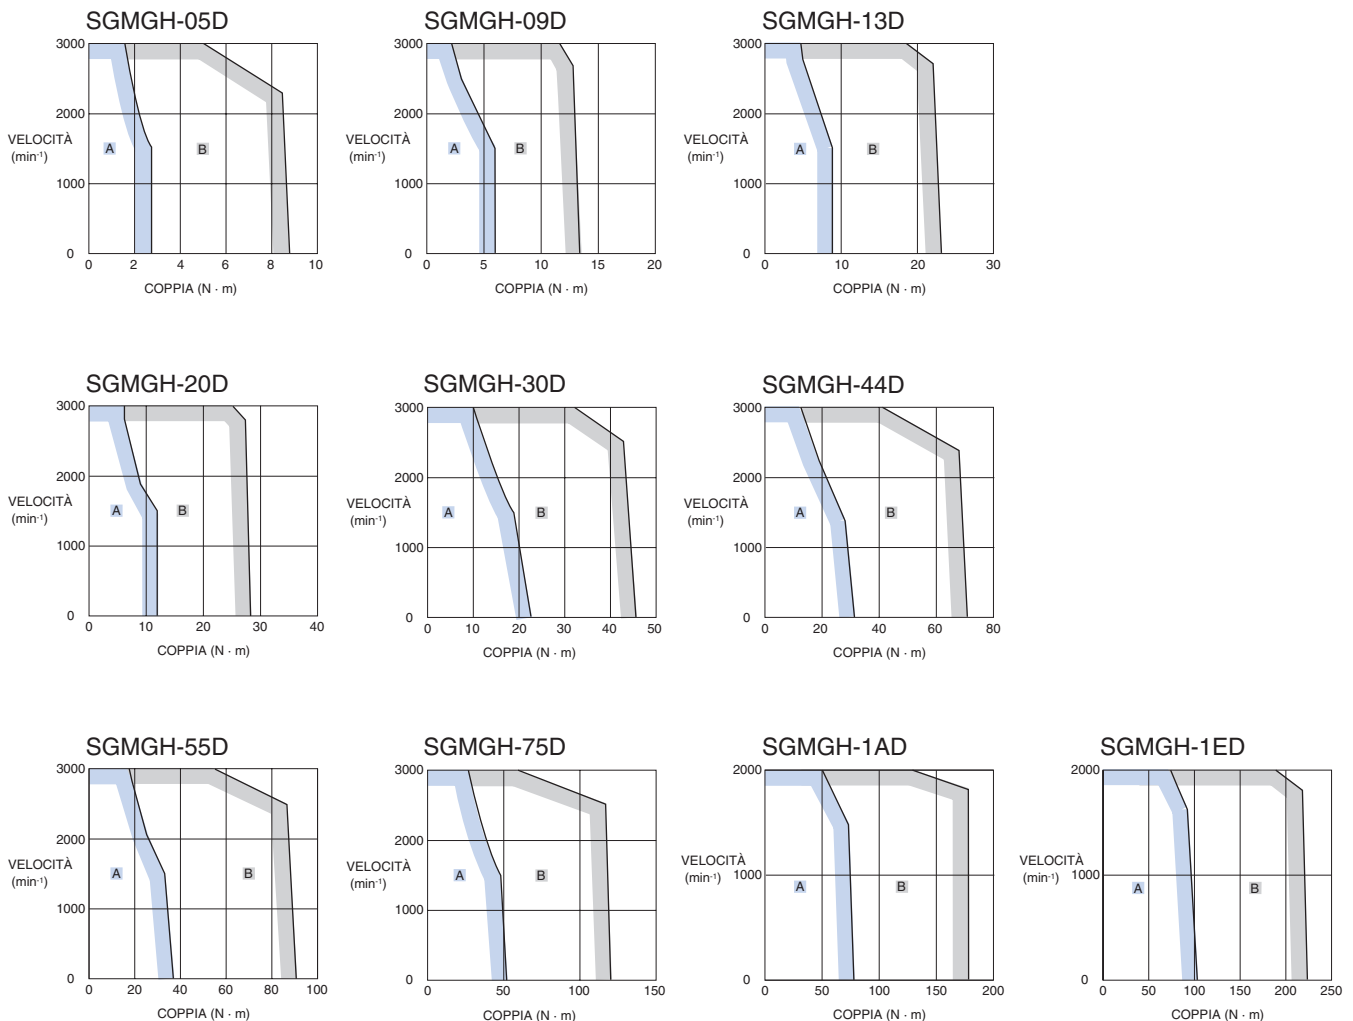 SGMGH-05D
3000
2000
VELOCITÀ
(min-1)
A
B
1000
0
0 2 4 6 8 10
COPPIA (N · m)
SGMGH-09D
3000
2000
VELOCITÀ
(min-1)
A
B
1000
0
0 5 10 15 20
COPPIA (N · m)
SGMGH-13D
3000
2000
VELOCITÀ
(min-1)
A
B
1000
0
0 10 20 30
COPPIA (N · m)
SGMGH-20D
3000
2000
VELOCITÀ
(min-1)
A
B
1000
0
0 10 20 30 40
COPPIA (N · m)
SGMGH-30D
3000
2000
VELOCITÀ
(min-1)
A
B
1000
0
0 10 20 30 40 50
COPPIA (N · m)
SGMGH-44D
3000
2000
VELOCITÀ
(min-1)
A
B
1000
0
0 20 40 60 80
COPPIA (N · m)
SGMGH-55D
3000
2000
VELOCITÀ
(min-1)
A
B
1000
0
0 20 40 60 80 100
COPPIA (N · m)
SGMGH-75D
3000
2000
VELOCITÀ
(min-1)
A
B
1000
0
0 50 100 150
COPPIA (N · m)
SGMGH-1AD
2000
VELOCITÀ
(min-1)
1000
A
B
0
0 50 100 150 200
COPPIA (N · m)
SGMGH-1ED
2000
VELOCITÀ
(min-1)
1000
A
B
0
0 50 100 150 200 250
COPPIA (N · m)